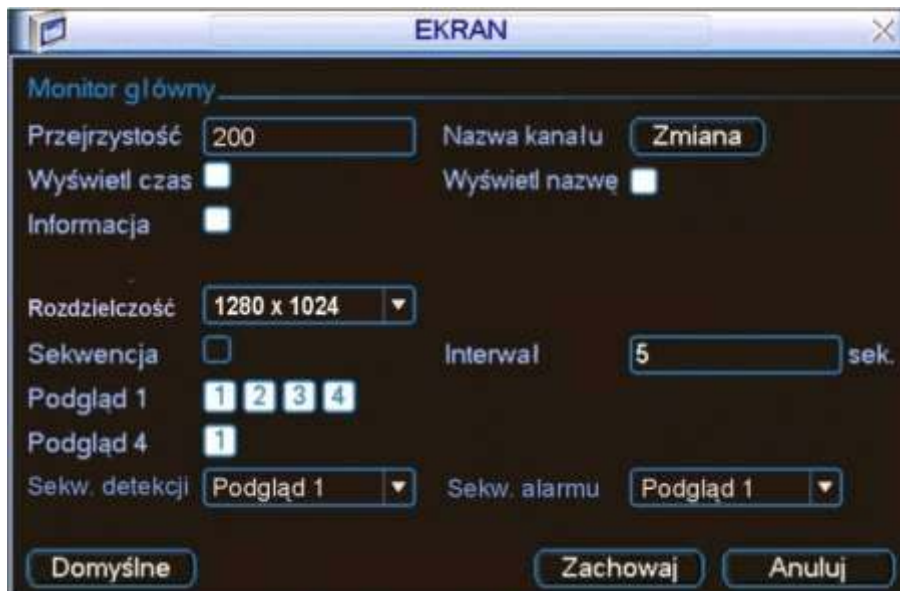 EKRAN
Monitor główny
Przejrzystość 200 Nazwa kanału Zmiana
Wyświetl czas Wyświetl nazwę
Informacja
Rozdzielczość 1280 x 1024
Sekwencja Interwał 5 sek.
Podgląd 1 1 2 3 4
Podgląd 4 1
Sekw. detekcji Podgląd 1 Sekw. alarmu Podgląd 1
Domyślne Zachowaj Anuluj